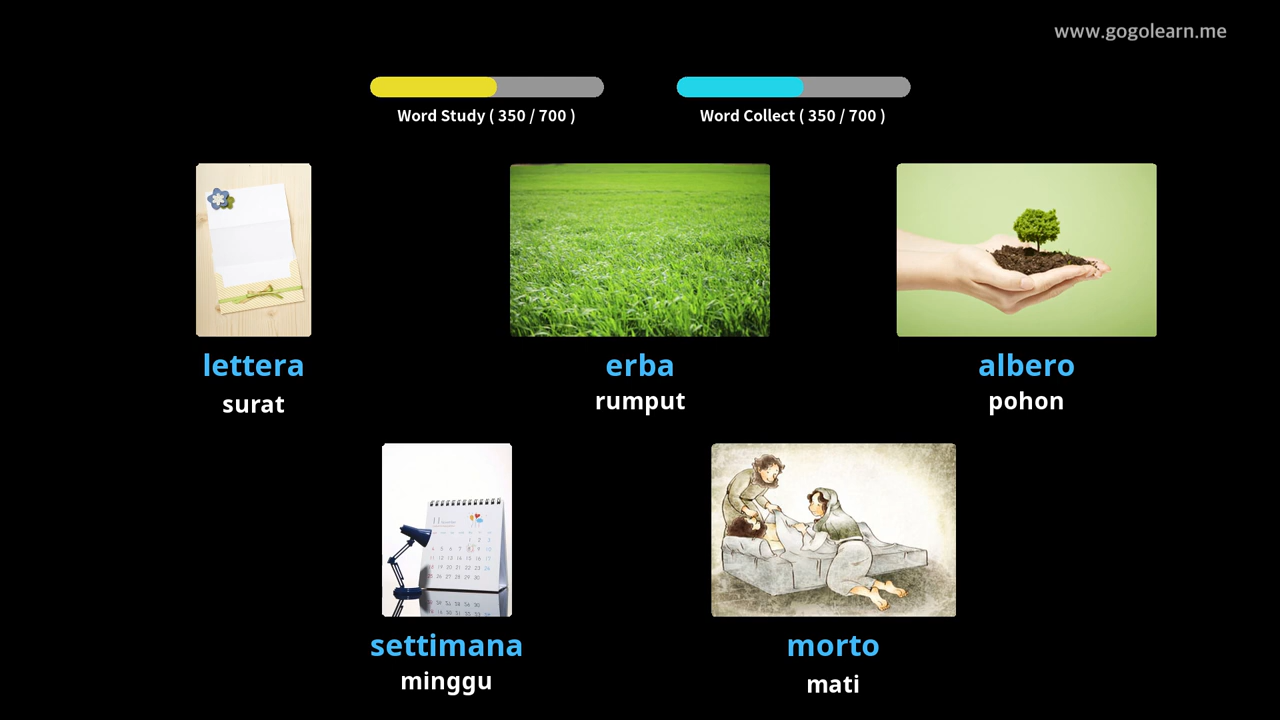 www.gogolearn.me
Word Study ( 350 / 700 )
Word Collect ( 350 / 700 )
lettera
surat
erba
rumput
albero
pohon
settimana
minggu
morto
mati